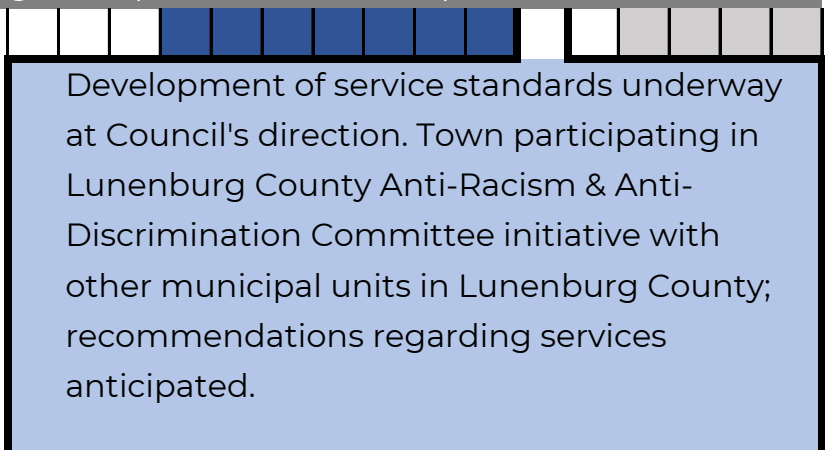 Development of service standards underway
at Council's direction. Town participating in
Lunenburg County Anti-Racism & Anti-
Discrimination Committee initiative with
other municipal units in Lunenburg County;
recommendations regarding services
anticipated.